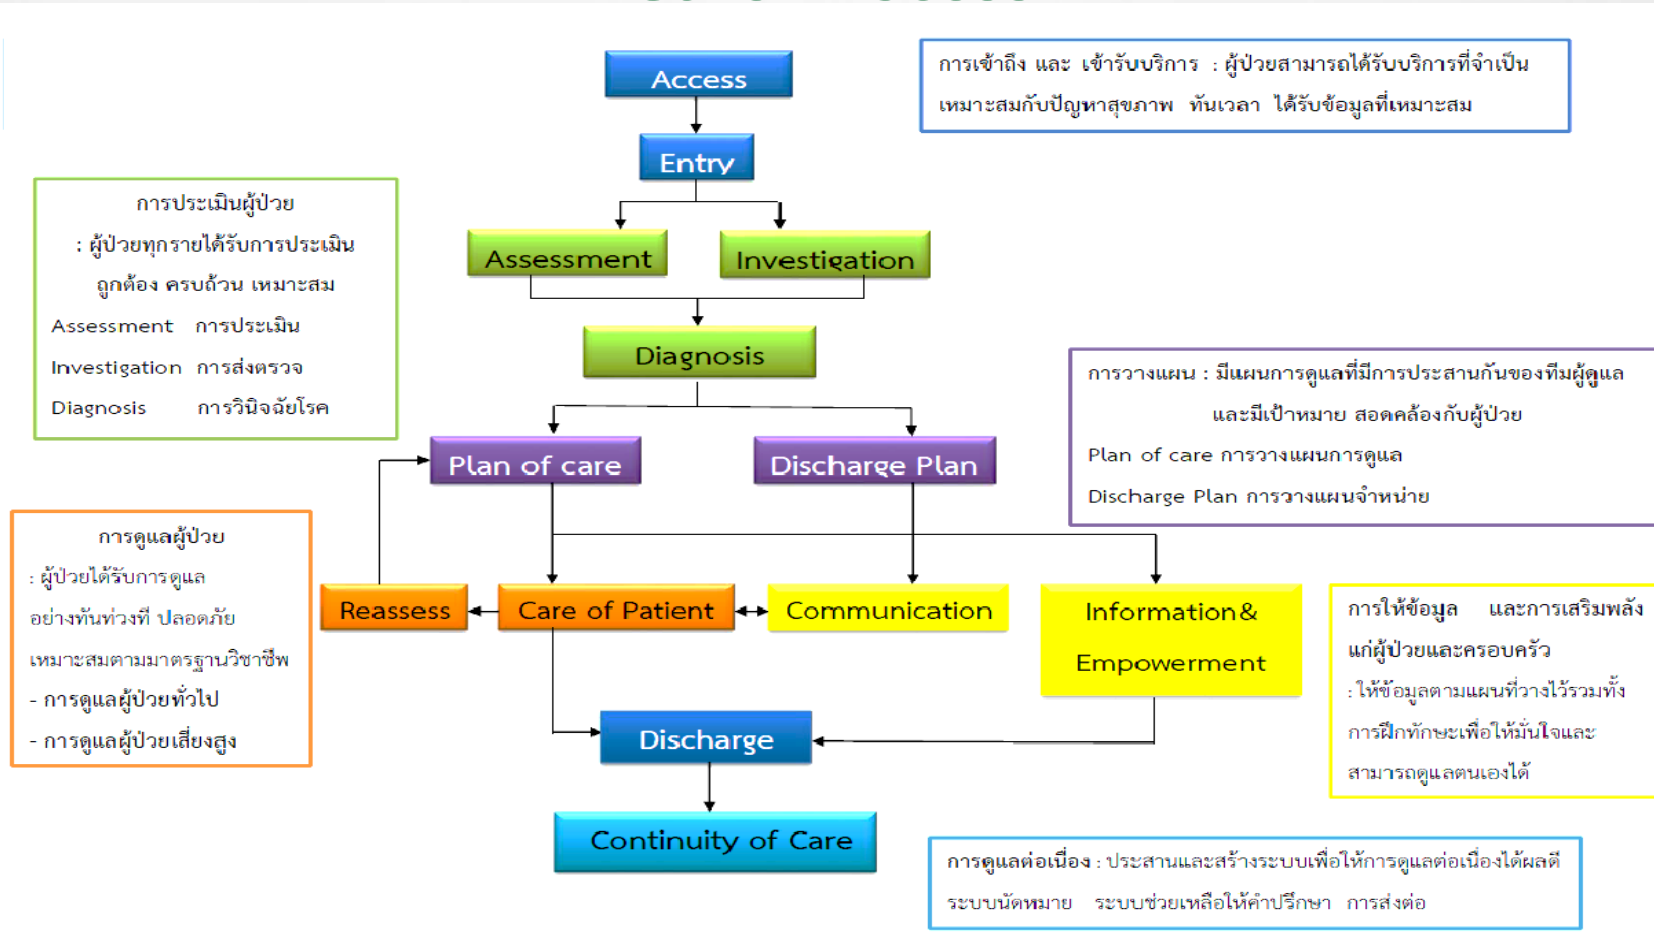 Access
การเข้าถึง และ เข้ารับบริการ : ผู้ป่วยสามารถได้รับบริการที่จำเป็น
เหมาะสมกับปัญหาสุขภาพ ทันเวลา ได้รับข้อมูลที่เหมาะสม
Entry
การประเมินผู้ป่วย
: ผู้ป่วยทุกรายได้รับการประเมิน
ถูกต้อง ครบถ้วน เหมาะสม
Assessment การประเมิน
Investigation การส่งตรวจ
Diagnosis การวินิจฉัยโรค
Assessment
Investigation
Diagnosis
การวางแผน : มีแผนการดูแลที่มีการประสานกันของทีมผู้ดูแล
และมีเป้าหมาย สอดคล้องกับผู้ป่วย
Plan of care การวางแผนการดูแล
Discharge Plan การวางแผนจำหน่าย
Plan of care
Discharge Plan
การดูแลผู้ป่วย
: ผู้ป่วยได้รับการดูแล
อย่างทันท่วงที ปลอดภัย
เหมาะสมตามมาตรฐานวิชาชีพ
- การดูแลผู้ป่วยทั่วไป
- การดูแลผู้ป่วยเสี่ยงสูง
Reassess
Care of Patient
Communication
Information&
Empowerment
การให้ข้อมูล และการเสริมพลัง
แก่ผู้ป่วยและครอบครัว
: ให้ข้อมูลตามแผนที่วางไว้รวมทั้ง
การฝึกทักษะเพื่อให้มั่นใจและ
สามารถดูแลตนเองได้
Discharge
Continuity of Care
การดูแลต่อเนื่อง : ประสานและสร้างระบบเพื่อให้การดูแลต่อเนื่องได้ผลดี
ระบบนัดหมาย ระบบช่วยเหลือให้คำปรึกษา การส่งต่อ